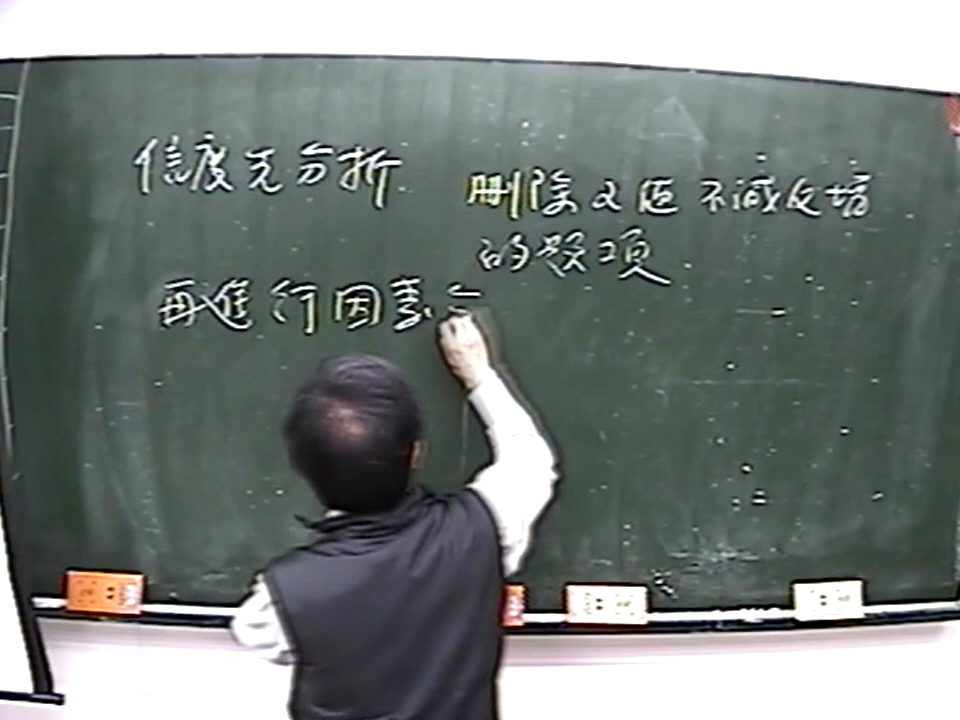 信度先分析
刪除α值不減反增
的題項
再進行因素